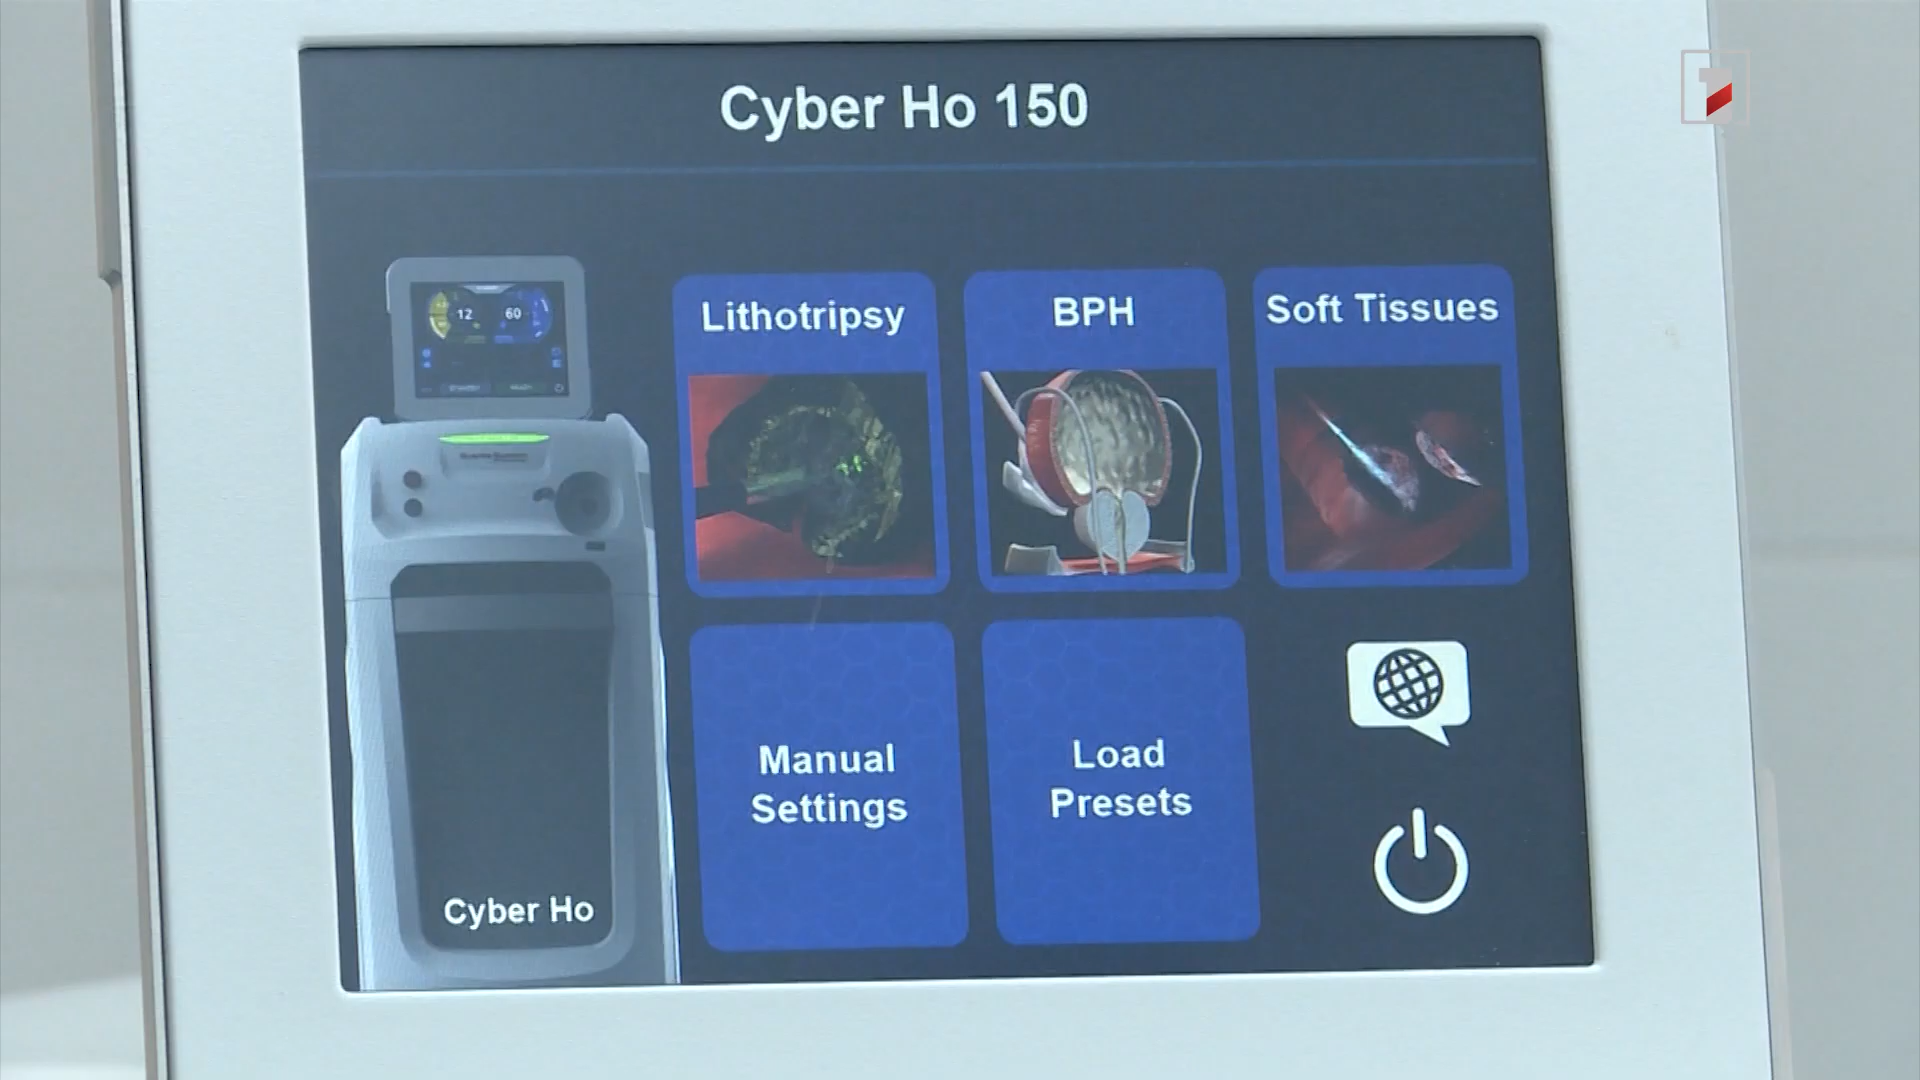 Cyber Ho 150
12 60
Lithotripsy
BPH
Soft Tissues
Manual
Settings
Load
Presets
Cyber Ho